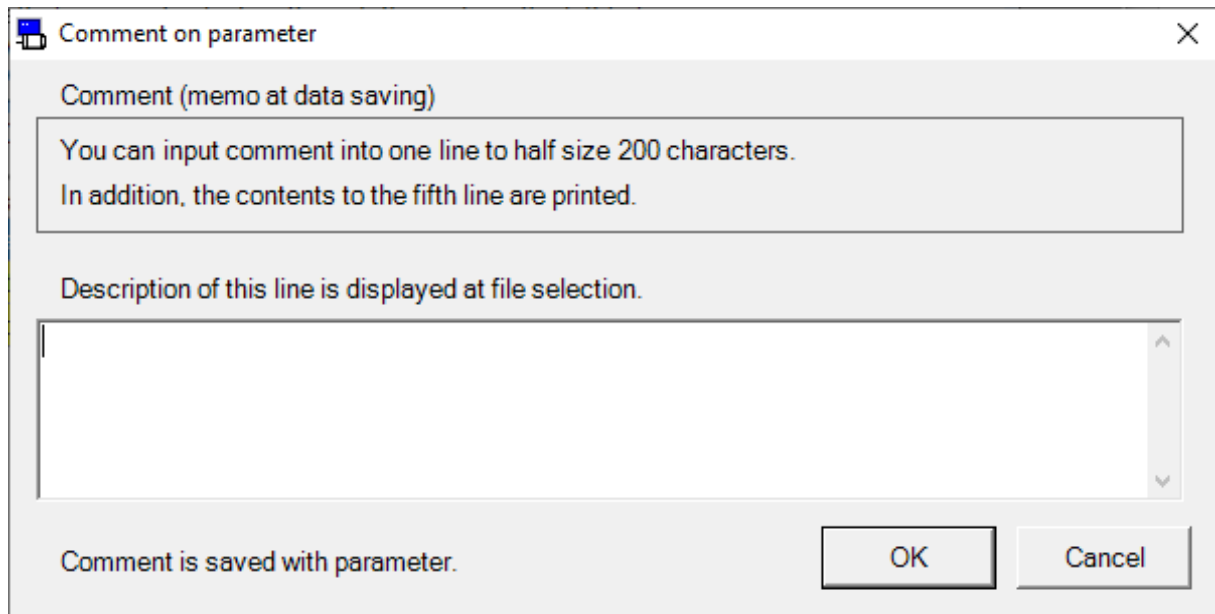 Comment on parameter
Comment (memo at data saving)
You can input comment into one line to half size 200 characters.
In addition, the contents to the fifth line are printed.
Description of this line is displayed at file selection.
Comment is saved with parameter.
OK
Cancel